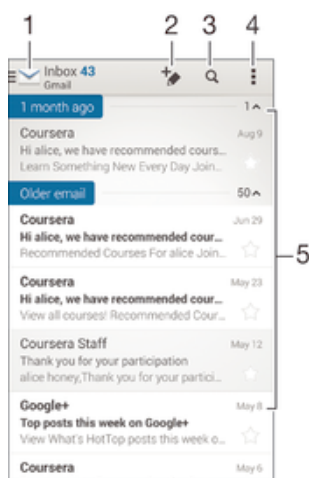 1 2 3 4
Inbox 43
Gmail
1 month ago 1
Coursera Aug 9
Hi alice, we have recommended cours...
Learn Something New Every Day Join...
Older email 50
Coursera Jun 29
Hi alice, we have recommended cour...
Recommended Courses For alice Join...
Coursera May 23
Hi alice, we have recommended cour...
View all courses! Recommended Cour...
5
Coursera Staff May 12
Thank you for your participation
alice honey,Thank you for your partici...
Google+ May 8
Top posts this week on Google+
View What's HotTop posts this week o...
Coursera May 6